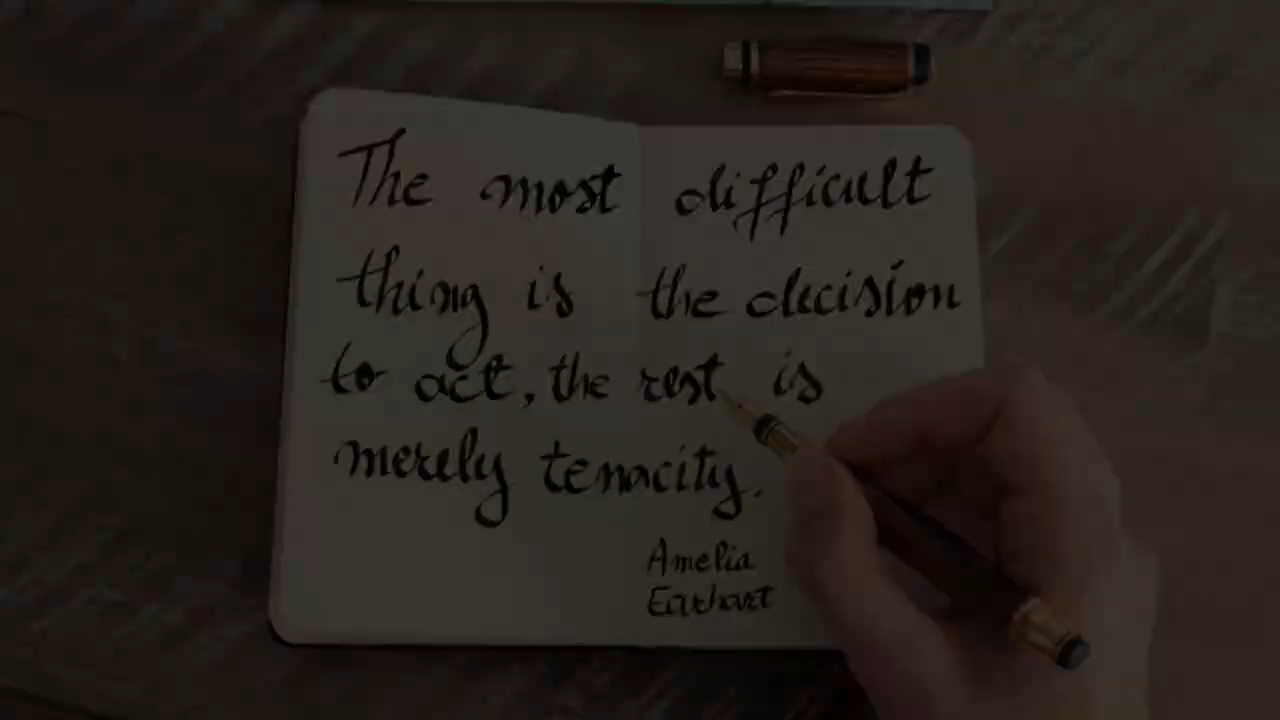 The most difficult
thing is the decision
to act, the rest is
merely tenacity.
Amelia
Earhart